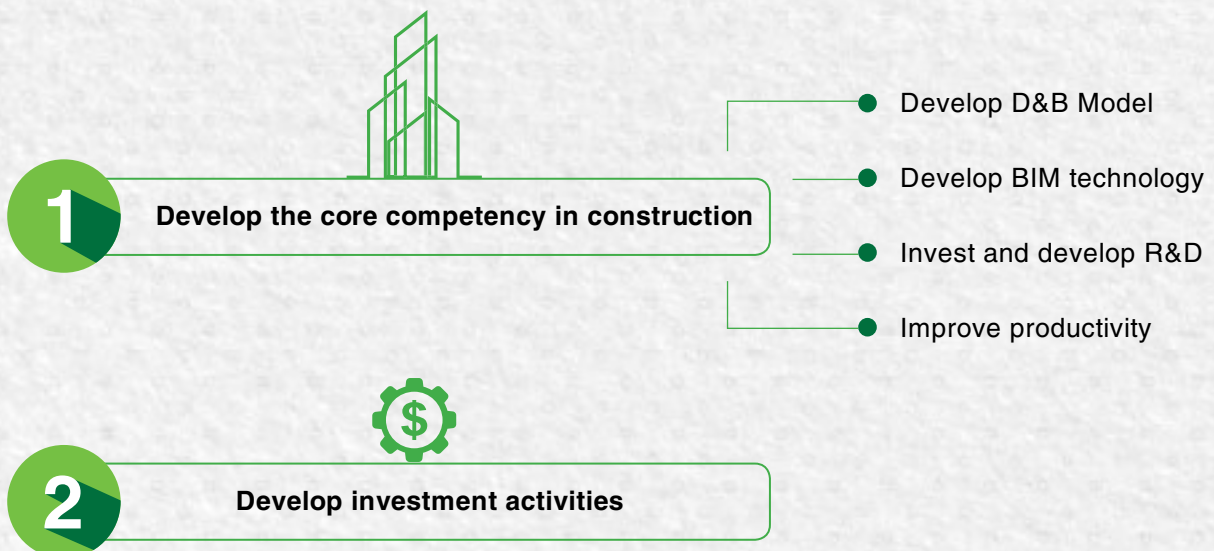 1
Develop the core competency in construction
Develop D&B Model
Develop BIM technology
Invest and develop R&D
Improve productivity
$
2
Develop investment activities